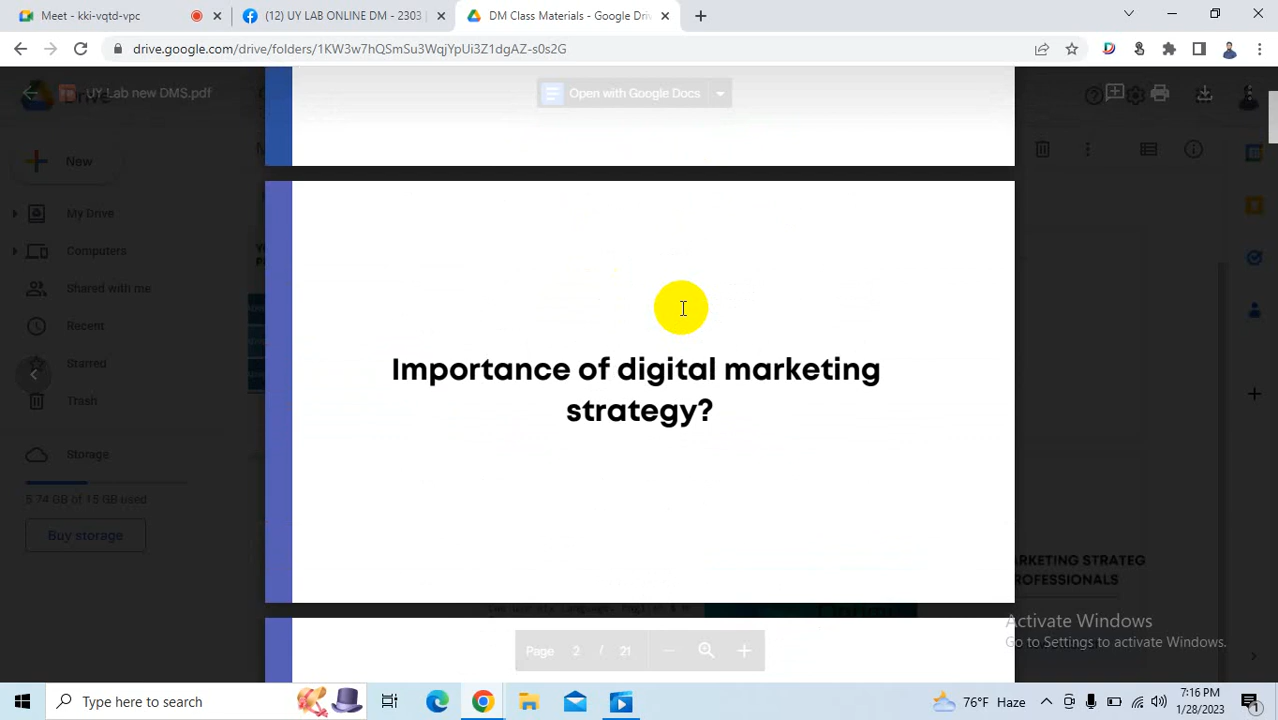 Meet - kki-vqtd-vpc
(12) UY LAB ONLINE DM - 2303 |
DM Class Materials - Google Driv
drive.google.com/drive/folders/1KW3w7hQSmSu3WqjYpUi3Z1dgAZ-s0s2G
Drive
UY Lab new DMS.pdf
Open with Google Docs
New
My Drive
Computers
Shared with me
Recent
Starred
Trash
Storage
5.74 GB of 15 GB used
Buy storage
Importance of digital marketing
strategy?
ARKETING STRATEG
PROFESSIONALS
Activate Windows
Go to Settings to activate Windows.
Page 2 / 21
Type here to search
76°F Haze
7:16 PM
1/28/2023
1